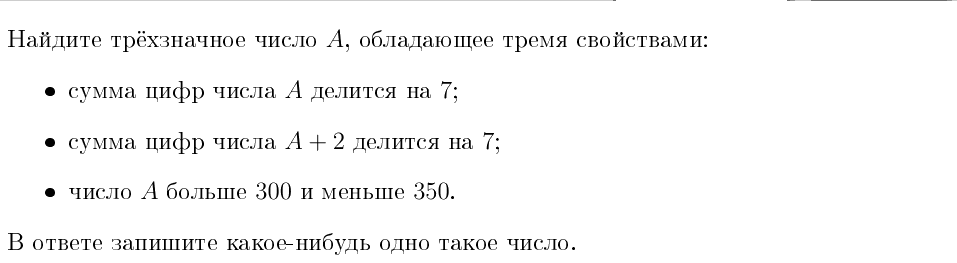 Найдите трёхзначное число A, обладающее тремя свойствами:
• сумма цифр числа A делится на 7;
• сумма цифр числа A + 2 делится на 7;
• число A больше 300 и меньше 350.
В ответе запишите какое-нибудь одно такое число.